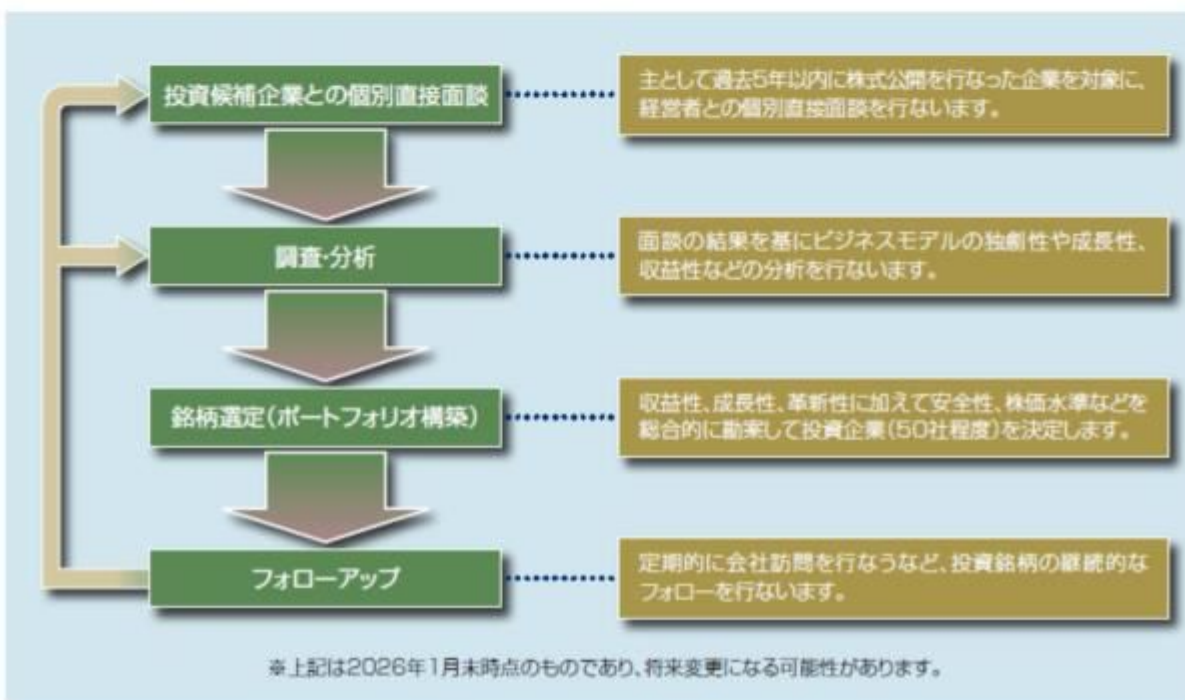 投資候補企業との個別直接面談
主として過去5年以内に株式公開を行なった企業を対象に、
経営者との個別直接面談を行ないます。
調査・分析
面談の結果を基にビジネスモデルの独創性や成長性、
収益性などの分析を行ないます。
銘柄選定(ポートフォリオ構築)
収益性、成長性、革新性に加えて安全性、株価水準などを
総合的に勘案して投資企業(50社程度)を決定します。
フォローアップ
定期的に会社訪問を行なうなど、投資銘柄の継続的な
フォローを行ないます。
※上記は2026年1月末時点のものであり、将来変更になる可能性があります。